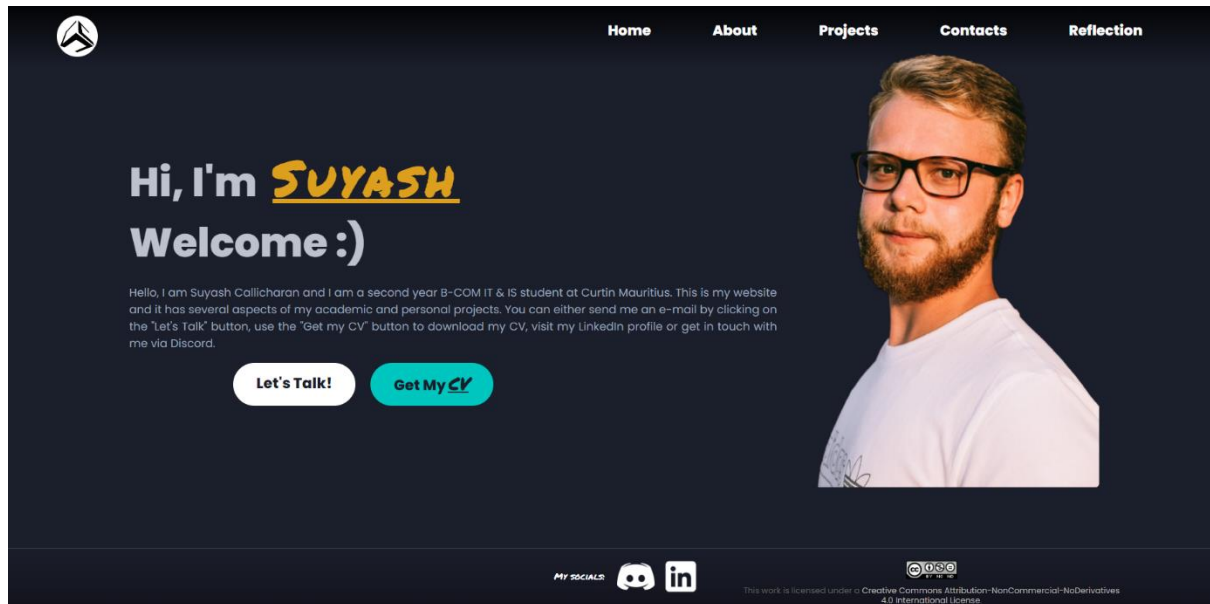 Home About Projects Contacts Reflection
Hi, I'm SUYASH
Welcome :)
Hello, I am Suyash Callicharan and I am a second year B-COM IT & IS student at Curtin Mauritius. This is my website
and it has several aspects of my academic and personal projects. You can either send me an e-mail by clicking on
the "Let's Talk" button, use the "Get my CV" button to download my CV, visit my LinkedIn profile or get in touch with
me via Discord.
Let's Talk! Get My CV
MY SOCIALS: in
cc BY NC ND
This work is licensed under a Creative Commons Attribution-NonCommercial-NoDerivatives
4.0 International License.